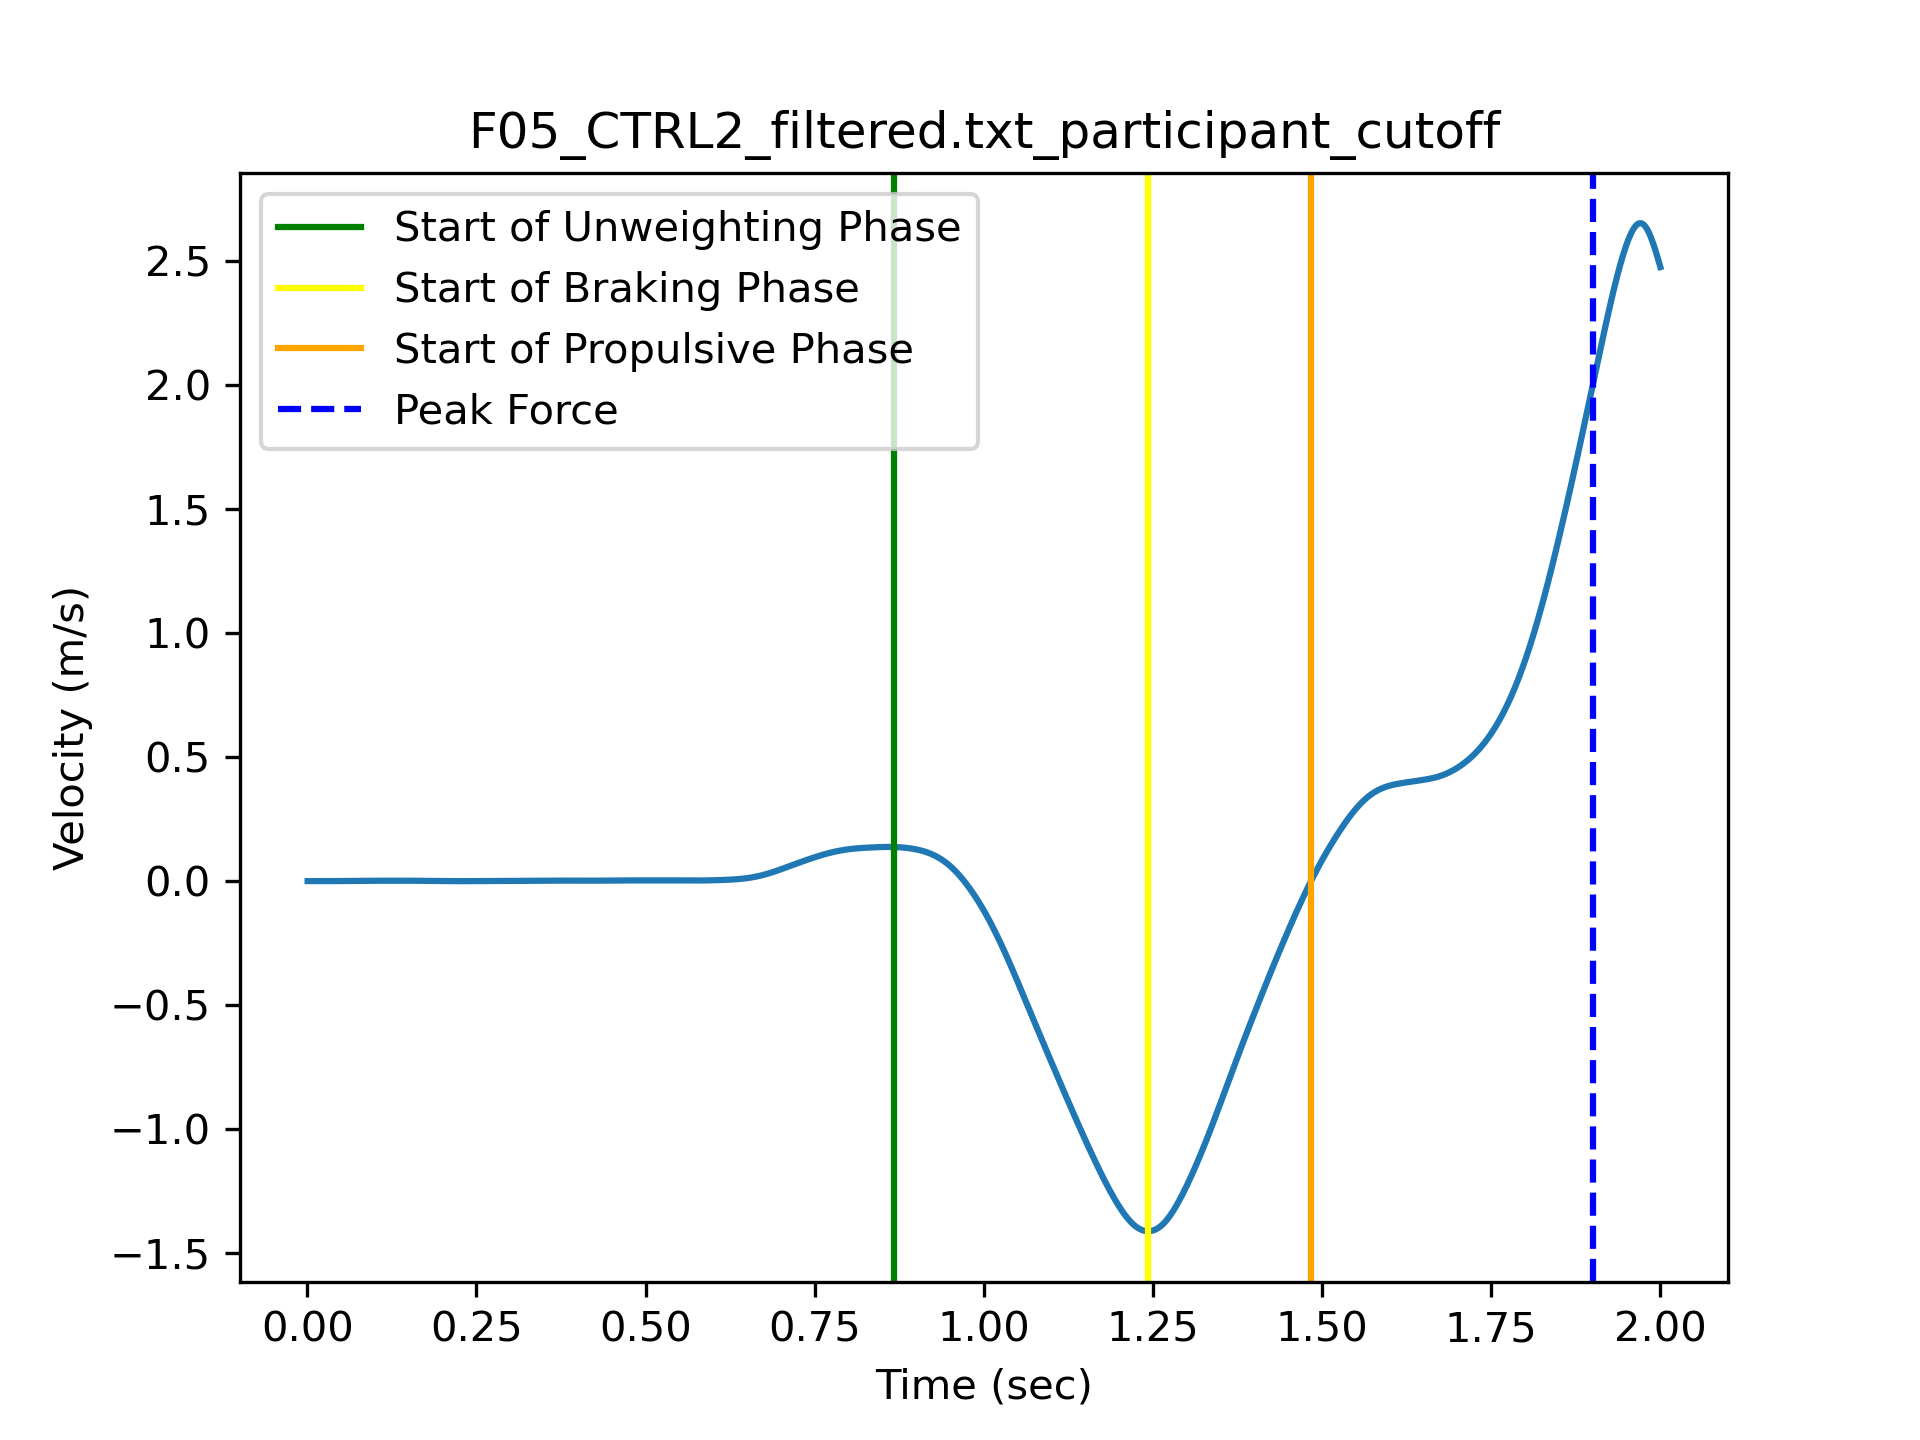 F05_CTRL2_filtered.txt_participant_cutoff
Start of Unweighting Phase
Start of Braking Phase
Start of Propulsive Phase
Peak Force
Velocity (m/s)
2.5
2.0
1.5
1.0
0.5
0.0
−0.5
−1.0
−1.5
0.00 0.25 0.50 0.75 1.00 1.25 1.50 1.75 2.00
Time (sec)